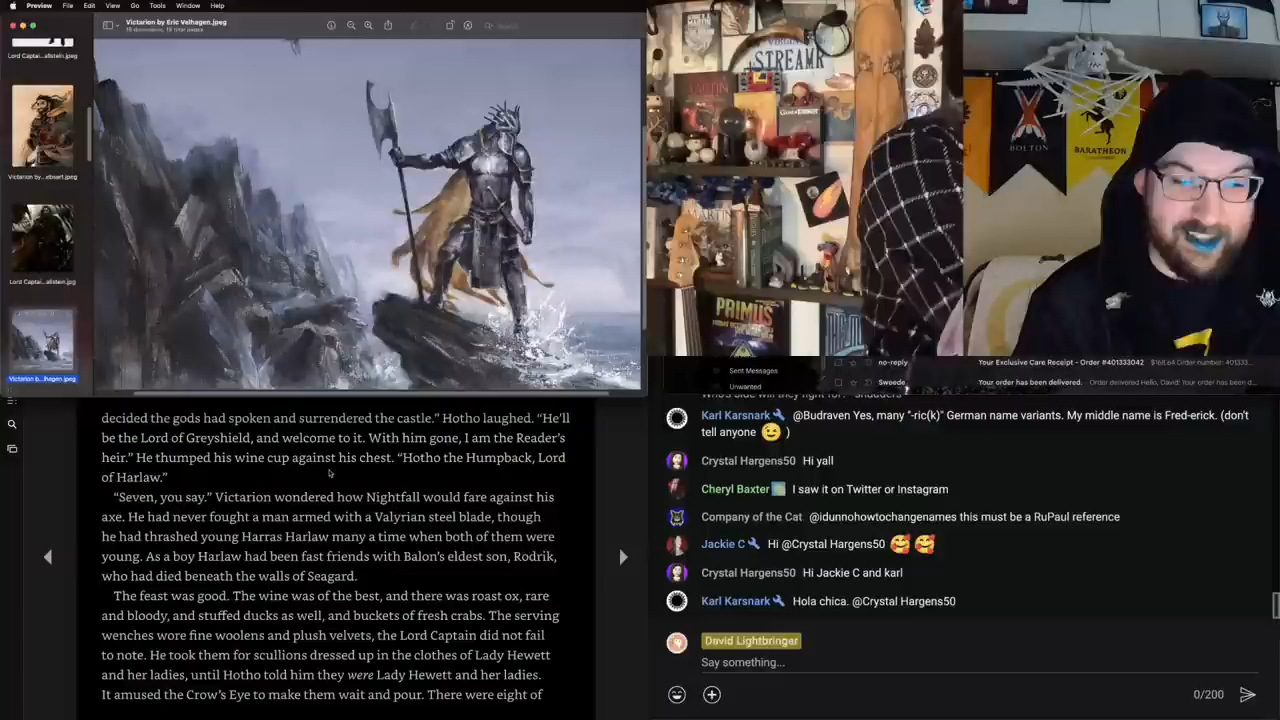 Preview File Edit View Go Tools Window Help
Victarion by Eric Velhagen.jpeg
Search
Lord Captai...allstein.jpeg
Lord Captai...allstein.jpeg
Victarion b...lhagen.jpeg
STREAMR
MARTIN
PRIMUS
BOLTON
BARATHEON
Sent Messages
Unwanted
no-reply
Your Exclusive Care Receipt - Order #401333042
Swoode
Your order has been delivered.
decided the gods had spoken and surrendered the castle.” Hotho laughed. “He’ll
be the Lord of Greyshield, and welcome to it. With him gone, I am the Reader’s
heir.” He thumped his wine cup against his chest. “Hotho the Humpback, Lord
of Harlaw.”
“Seven, you say.” Victarion wondered how Nightfall would fare against his
axe. He had never fought a man armed with a Valyrian steel blade, though
he had thrashed young Harras Harlaw many a time when both of them were
young. As a boy Harlaw had been fast friends with Balon’s eldest son, Rodrik,
who had died beneath the walls of Seagard.
The feast was good. The wine was of the best, and there was roast ox, rare
and bloody, and stuffed ducks as well, and buckets of fresh crabs. The serving
wenches wore fine woolens and plush velvets, the Lord Captain did not fail
to note. He took them for scullions dressed up in the clothes of Lady Hewett
and her ladies, until Hotho told him they were Lady Hewett and her ladies.
It amused the Crow’s Eye to make them wait and pour. There were eight of
Karl Karsnark @Budraven Yes, many "-ric(k)" German name variants. My middle name is Fred-erick. (don't
tell anyone 😉 )
Crystal Hargens50 Hi yall
Cheryl Baxter I saw it on Twitter or Instagram
Company of the Cat @idunnohowtochangenames this must be a RuPaul reference
Jackie C Hi @Crystal Hargens50 🥰 🥰
Crystal Hargens50 Hi Jackie C and karl
Karl Karsnark Hola chica. @Crystal Hargens50
David Lightbringer
Say something...
0/200